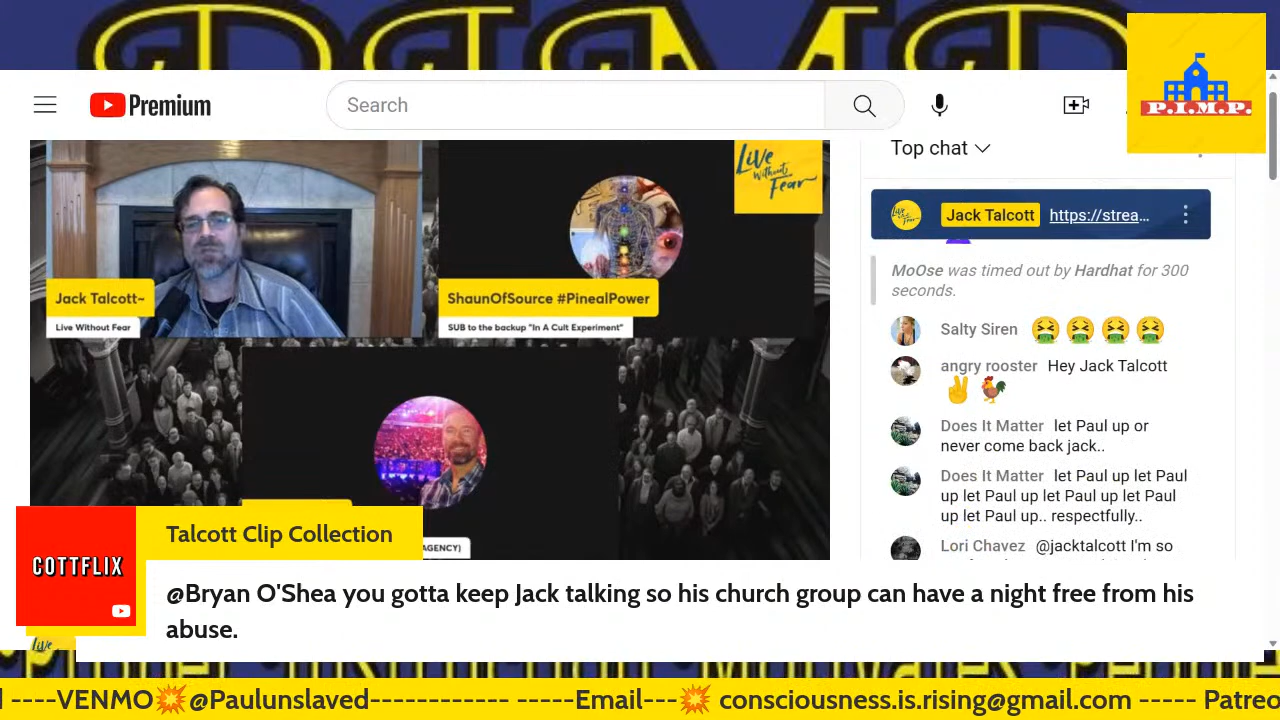 Premium
Search
P.I.M.P.
Top chat
Live
Without
Fear
Jack Talcott https://strea...
MoOse was timed out by Hardhat for 300
seconds.
Salty Siren 🤮 🤮 🤮 🤮
angry rooster Hey Jack Talcott
✌ 🐓
Does It Matter let Paul up or
never come back jack..
Does It Matter let Paul up let Paul
up let Paul up let Paul up let Paul
up let Paul up.. respectfully..
Lori Chavez @jacktalcott I'm so
Jack Talcott~
Live Without Fear
ShaunOfSource #PinealPower
SUB to the backup "In A Cult Experiment"
AGENCY)
COTTFLIX
Talcott Clip Collection
@Bryan O'Shea you gotta keep Jack talking so his church group can have a night free from his
abuse.
----VENMO💥@Paulunslaved------------ -----Email---💥 consciousness.is.rising@gmail.com ----- Patreo